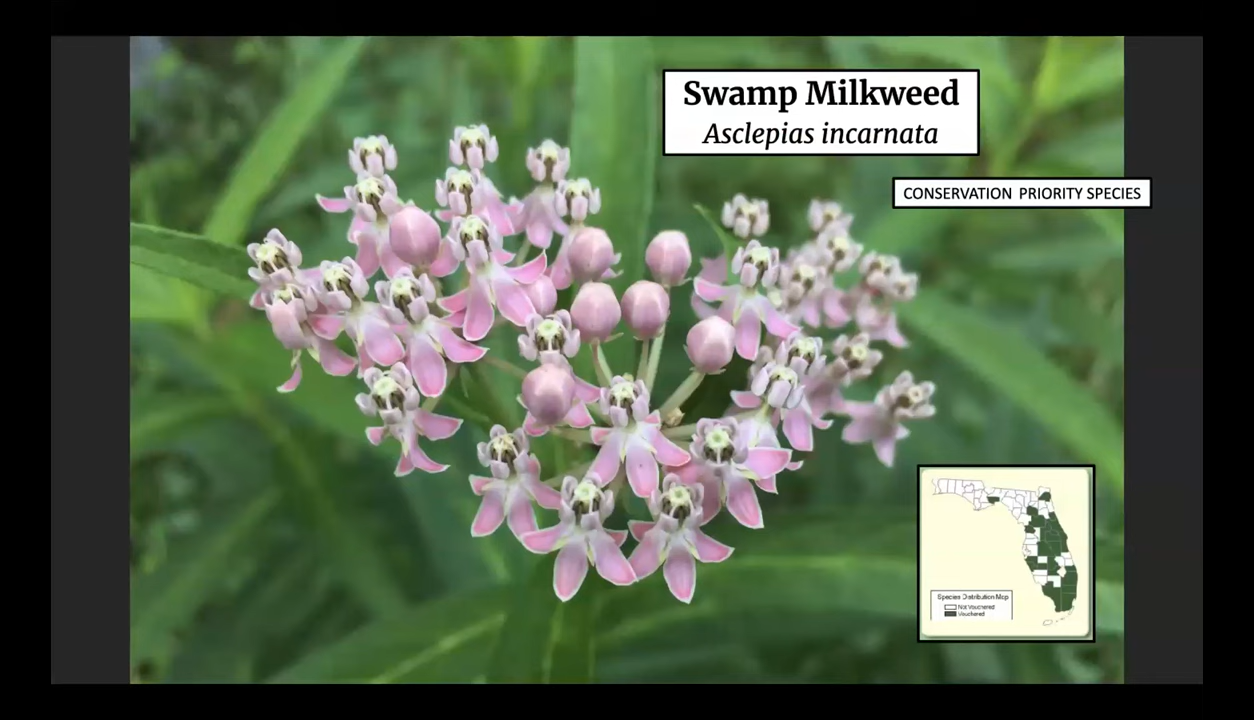 Swamp Milkweed
Asclepias incarnata
CONSERVATION PRIORITY SPECIES
Species Distribution Map
Not Vouchered
Vouchered